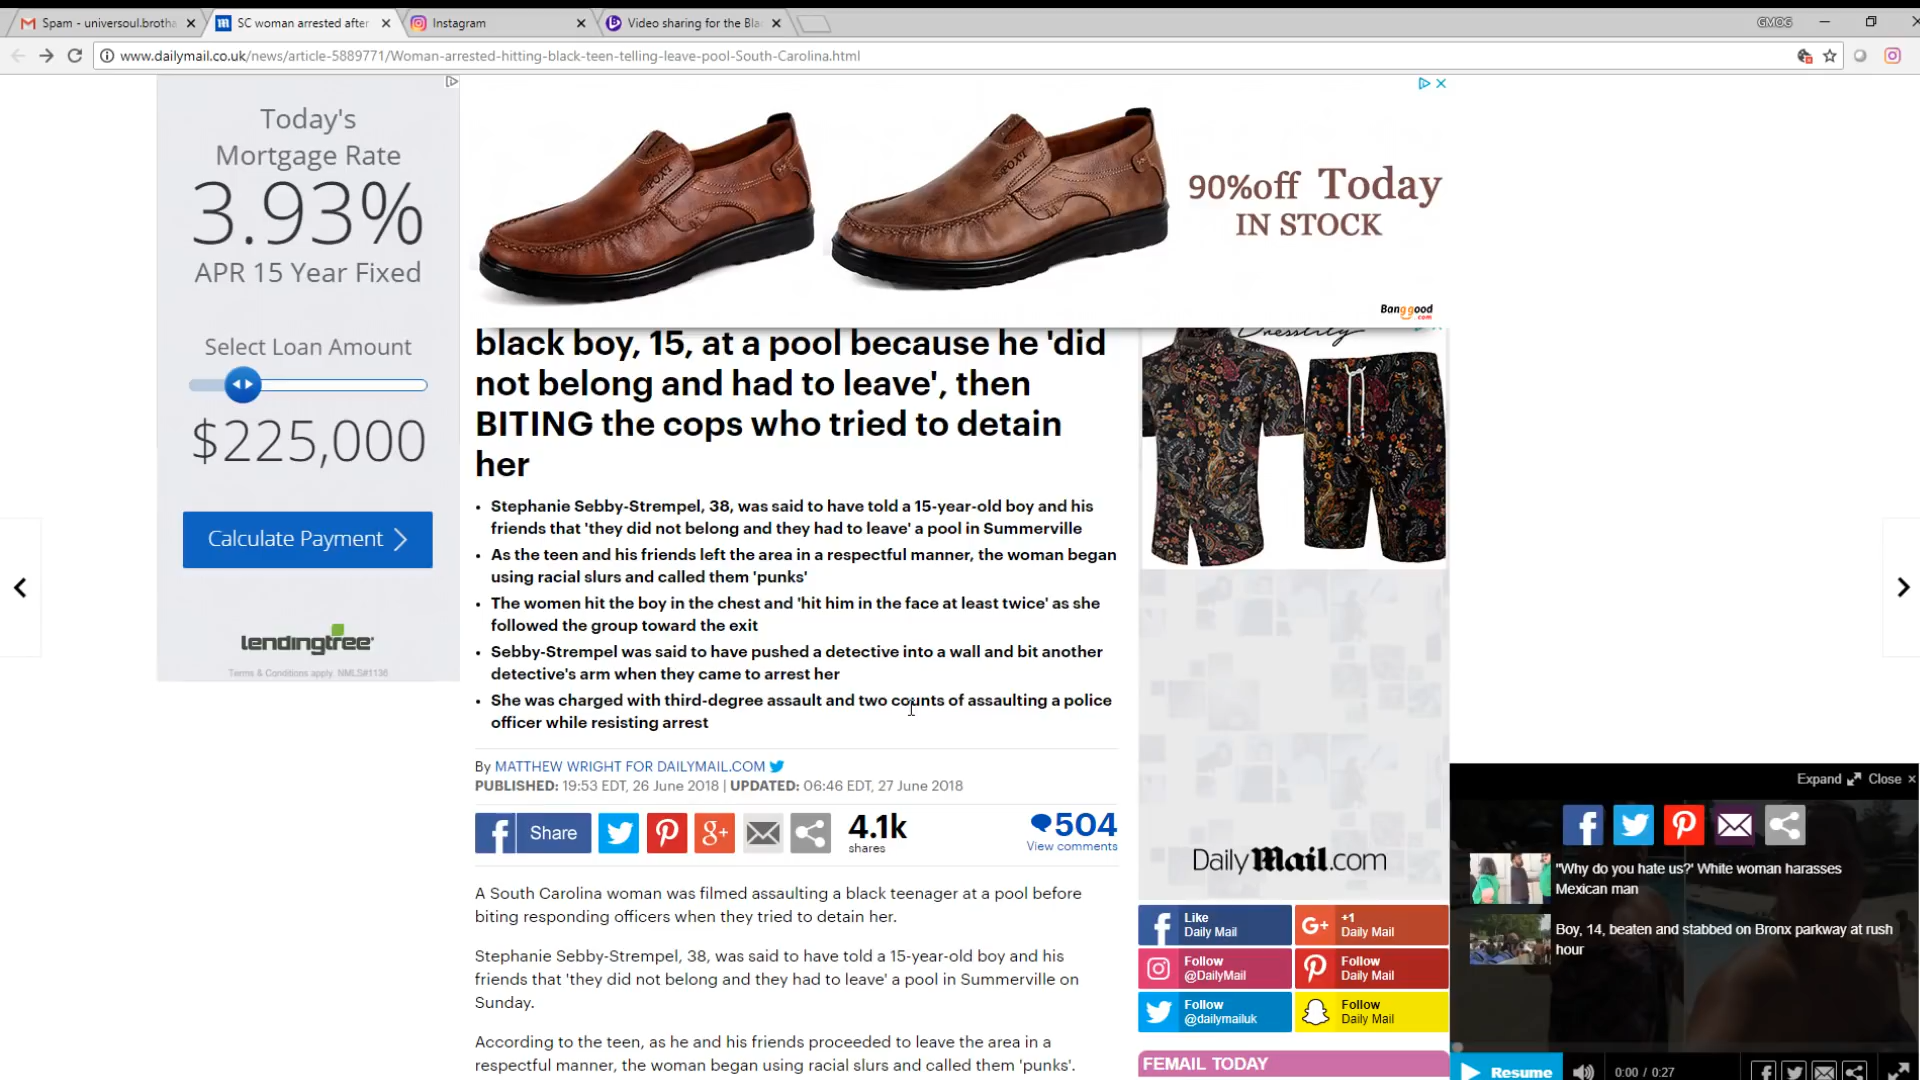 Spam - universoul.brotha
SC woman arrested after
Instagram
Video sharing for the Bla
GMOG
www.dailymail.co.uk/news/article-5889771/Woman-arrested-hitting-black-teen-telling-leave-pool-South-Carolina.html
Today's
Mortgage Rate
3.93%
APR 15 Year Fixed
Select Loan Amount
$225,000
Calculate Payment
lendingtree
Terms & Conditions apply. NMLS#1136
SPOXI
90%off Today
IN STOCK
Banggood
.com
black boy, 15, at a pool because he 'did
not belong and had to leave', then
BITING the cops who tried to detain
her
• Stephanie Sebby-Strempel, 38, was said to have told a 15-year-old boy and his
friends that 'they did not belong and they had to leave' a pool in Summerville
• As the teen and his friends left the area in a respectful manner, the woman began
using racial slurs and called them 'punks'
• The women hit the boy in the chest and 'hit him in the face at least twice' as she
followed the group toward the exit
• Sebby-Strempel was said to have pushed a detective into a wall and bit another
detective's arm when they came to arrest her
• She was charged with third-degree assault and two counts of assaulting a police
officer while resisting arrest
By MATTHEW WRIGHT FOR DAILYMAIL.COM
PUBLISHED: 19:53 EDT, 26 June 2018 | UPDATED: 06:46 EDT, 27 June 2018
Share
4.1k
shares
504
View comments
A South Carolina woman was filmed assaulting a black teenager at a pool before
biting responding officers when they tried to detain her.
Stephanie Sebby-Strempel, 38, was said to have told a 15-year-old boy and his
friends that 'they did not belong and they had to leave' a pool in Summerville on
Sunday.
According to the teen, as he and his friends proceeded to leave the area in a
respectful manner, the woman began using racial slurs and called them 'punks'.
DailyMail.com
Like
Daily Mail
+1
Daily Mail
Follow
@DailyMail
Follow
Daily Mail
Follow
@dailymailuk
Follow
Daily Mail
FEMAIL TODAY
Expand
Close ×
"Why do you hate us?' White woman harasses
Mexican man
Boy, 14, beaten and stabbed on Bronx parkway at rush
hour
Resume
0:00 / 0:27